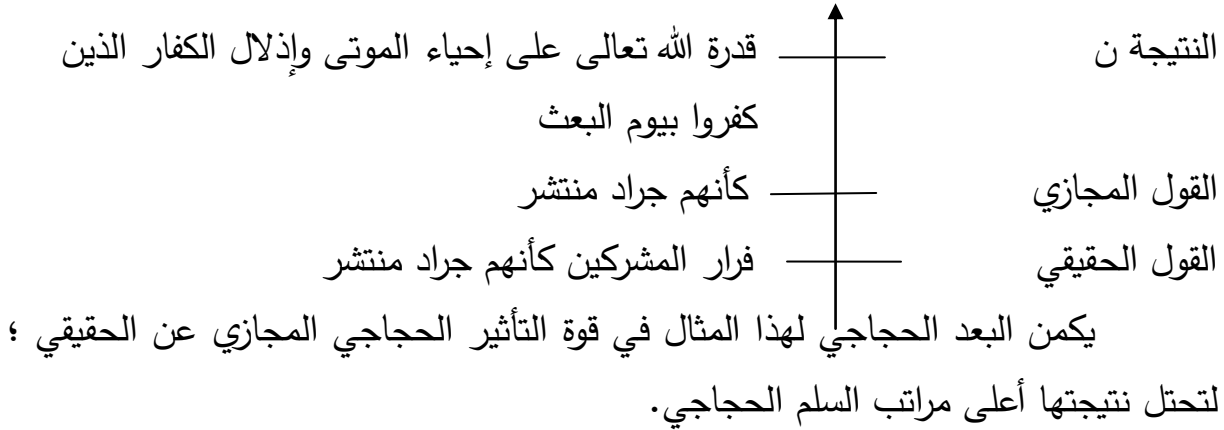 النتيجة ن قدرة الله تعالى على إحياء الموتى وإذلال الكفار الذين
كفروا بيوم البعث
القول المجازي كأنهم جراد منتشر
القول الحقيقي فرار المشركين كأنهم جراد منتشر
يكمن البعد الحجاجي لهذا المثال في قوة التأثير الحجاجي المجازي عن الحقيقي ؛
لتحتل نتيجتها أعلى مراتب السلم الحجاجي.